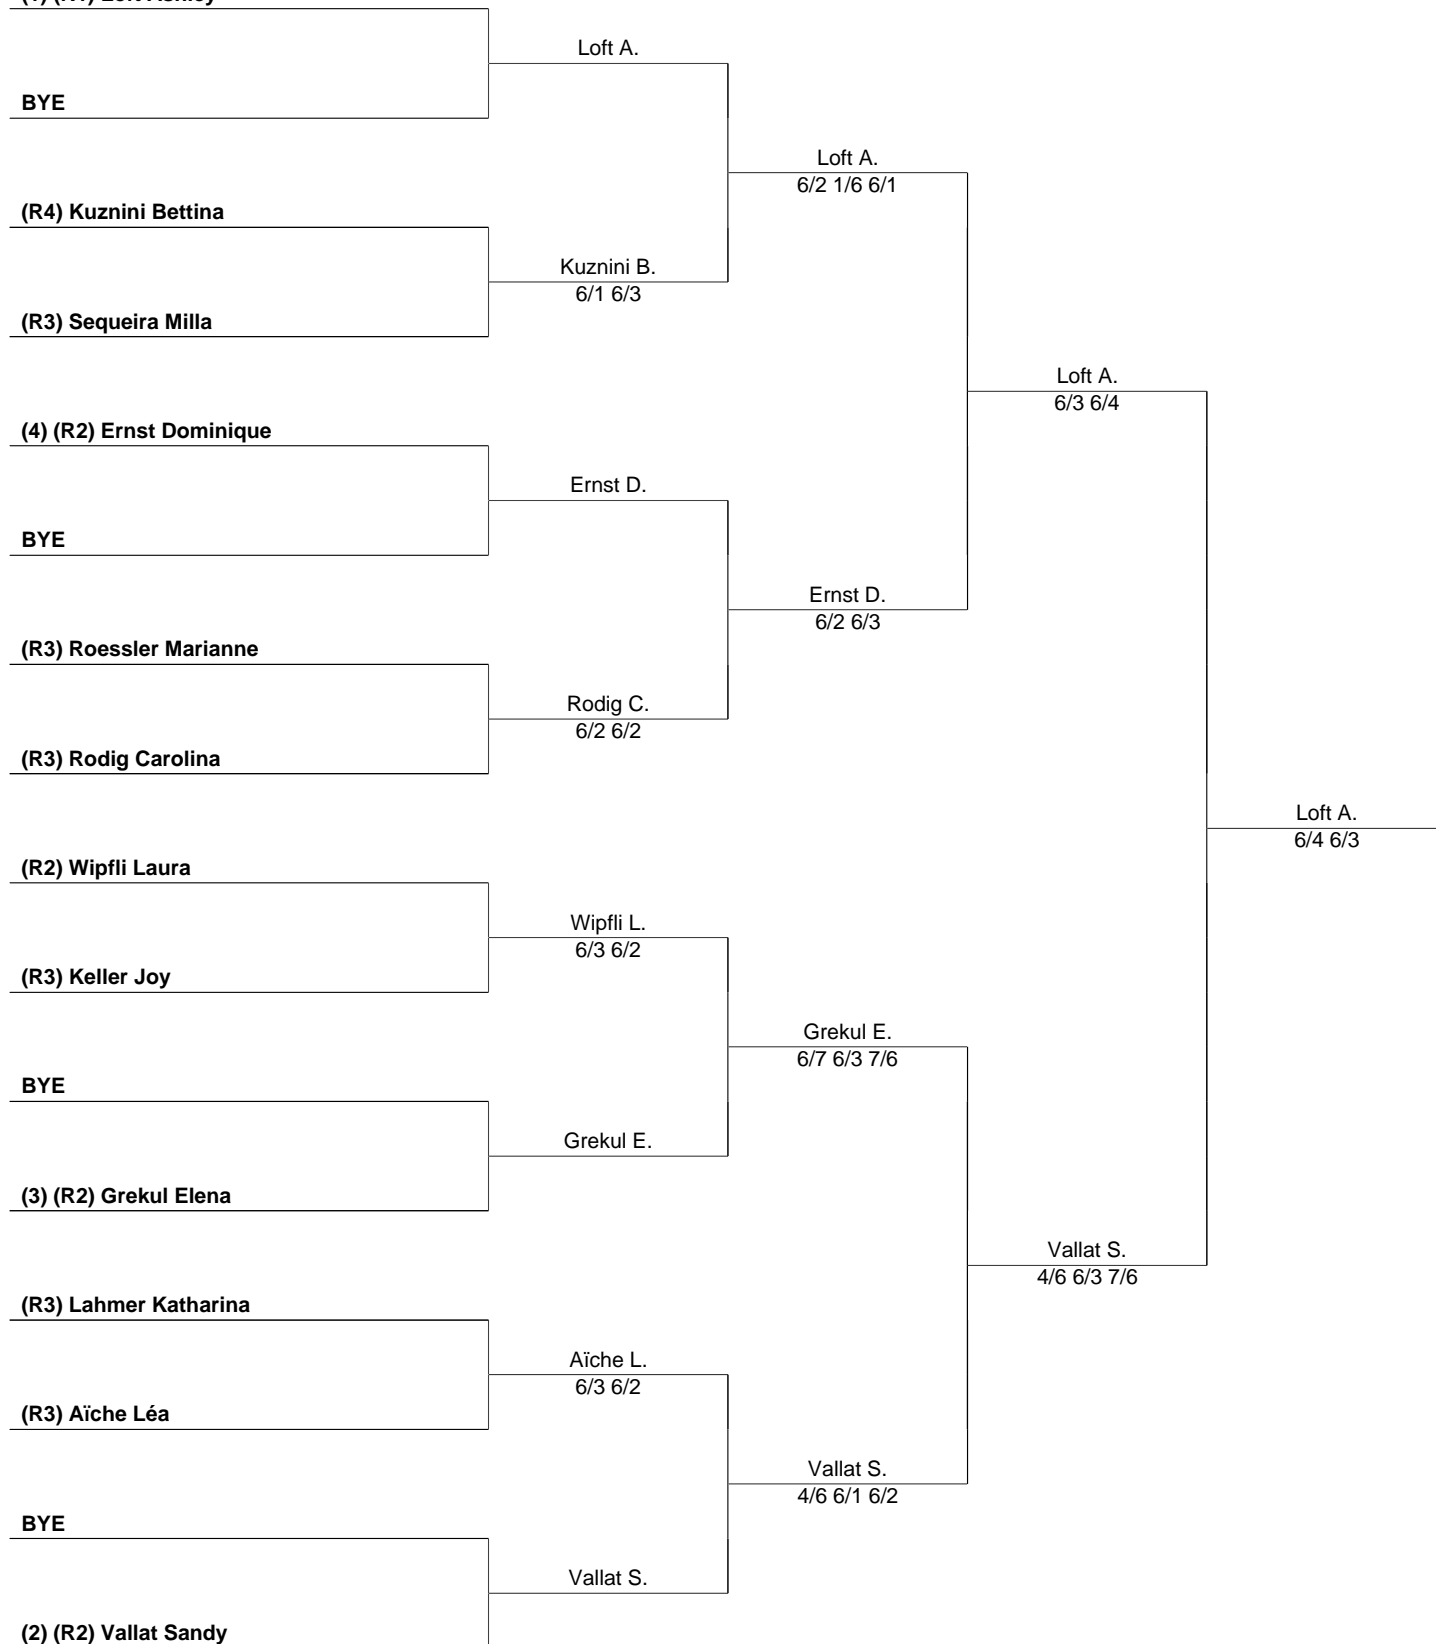 Loft Ashley
BYE
(R4) Kuznini Bettina
(R3) Sequeira Milla
(4) (R2) Ernst Dominique
BYE
(R3) Roessler Marianne
(R3) Rodig Carolina
(R2) Wipfli Laura
(R3) Keller Joy
BYE
(3) (R2) Grekul Elena
(R3) Lahmer Katharina
(R3) Aïche Léa
BYE
(2) (R2) Vallat Sandy
Loft A.
Kuznini B.
6/1 6/3
Ernst D.
Rodig C.
6/2 6/2
Wipfli L.
6/3 6/2
Grekul E.
Aïche L.
6/3 6/2
Vallat S.
Loft A.
6/2 1/6 6/1
Ernst D.
6/2 6/3
Grekul E.
6/7 6/3 7/6
Vallat S.
4/6 6/1 6/2
Loft A.
6/3 6/4
Vallat S.
4/6 6/3 7/6
Loft A.
6/4 6/3